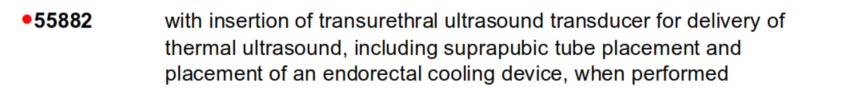 •55882 with insertion of transurethral ultrasound transducer for delivery of
thermal ultrasound, including suprapubic tube placement and
placement of an endorectal cooling device, when performed